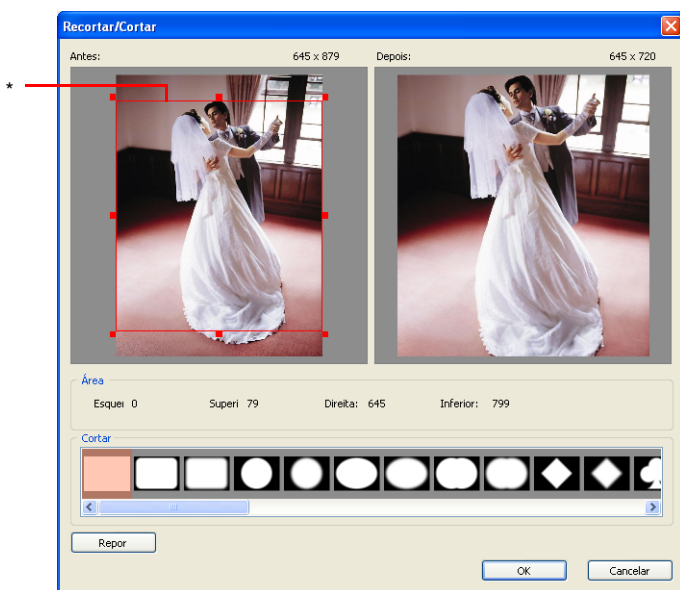 Recortar/Cortar
Antes: 645 x 879 Depois: 645 x 720
*
Área
Esquei 0 Superi 79 Direita: 645 Inferior: 799
Cortar
Repor
OK Cancelar